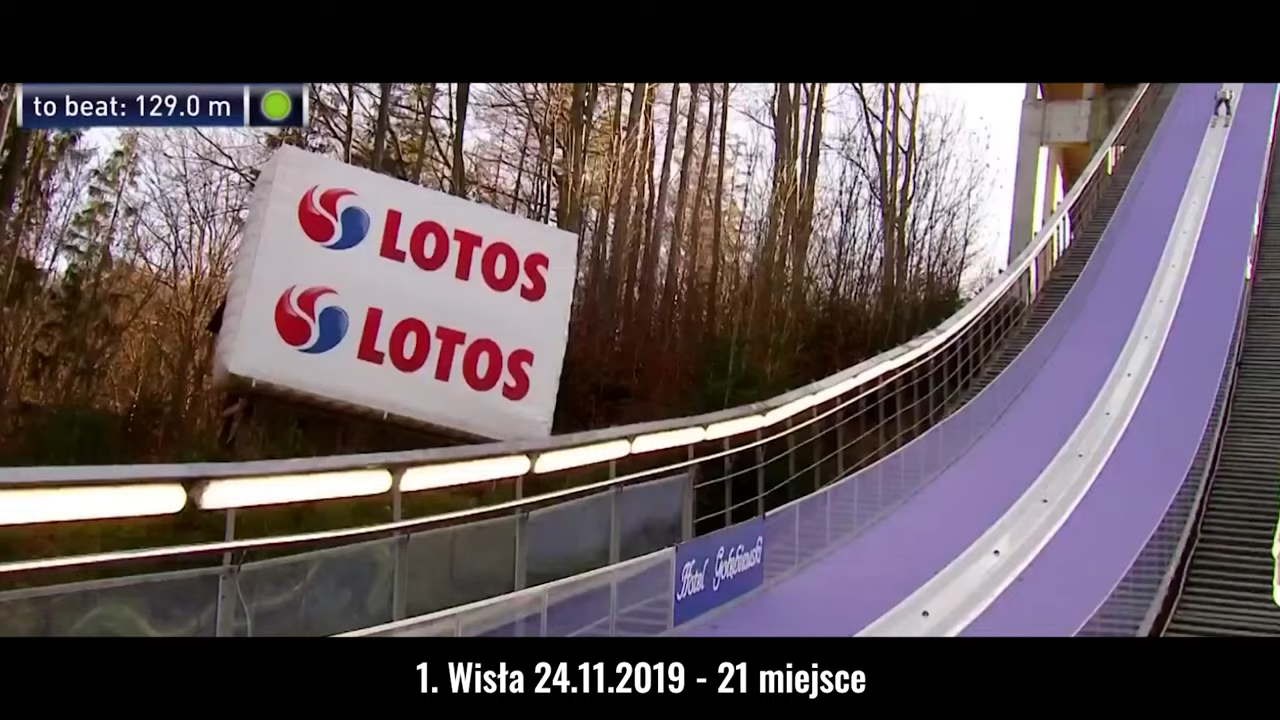 to beat: 129.0 m
LOTOS
LOTOS
Hotel Gołębiewski
1. Wisła 24.11.2019 - 21 miejsce